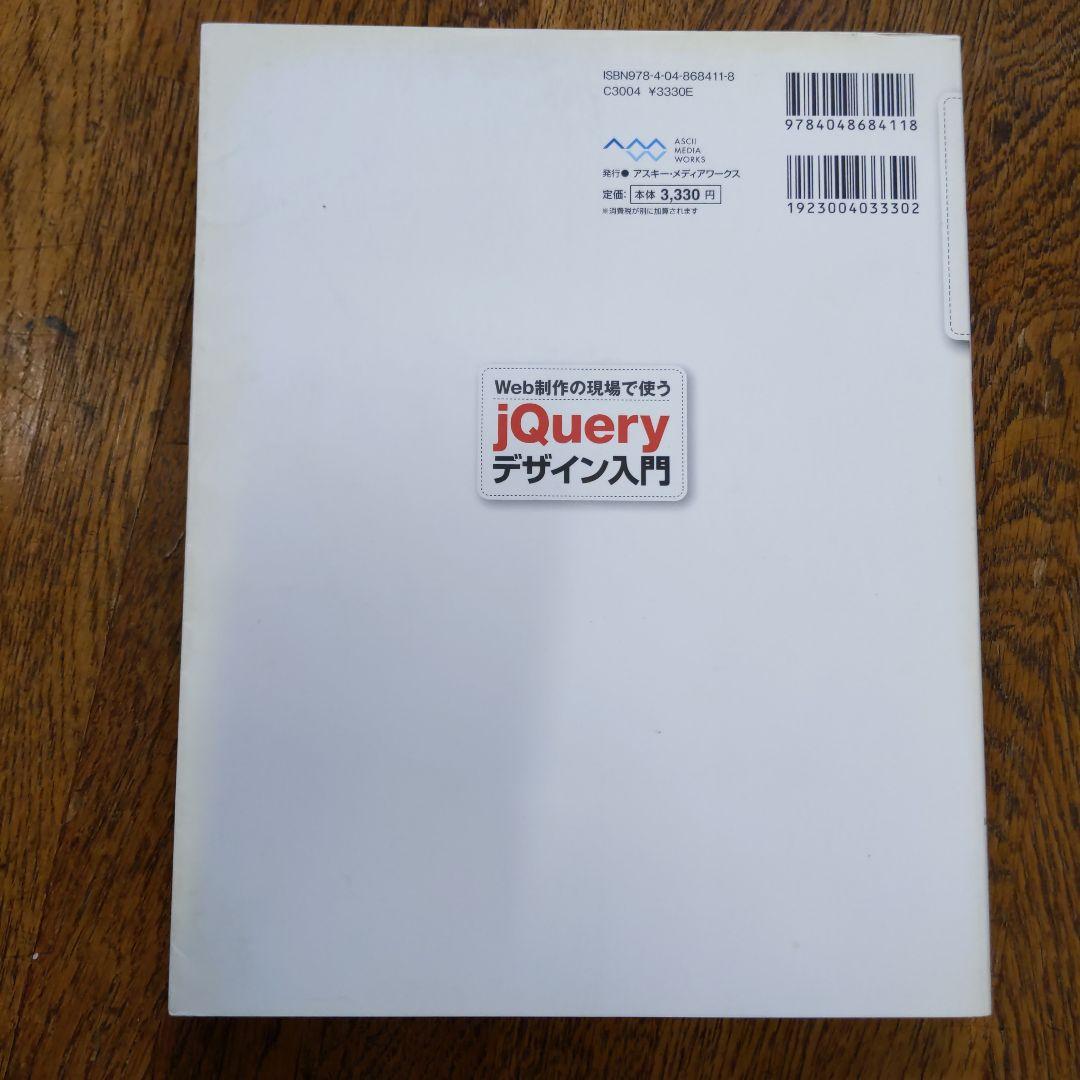 ISBN978-4-04-868411-8
C3004 ¥3330E
9784048684118
ASCII
MEDIA
WORKS
発行● アスキー・メディアワークス
定価: 本体 3,330 円
※消費税が別に加算されます
1923004033302
Web制作の現場で使う
jQuery
デザイン入門